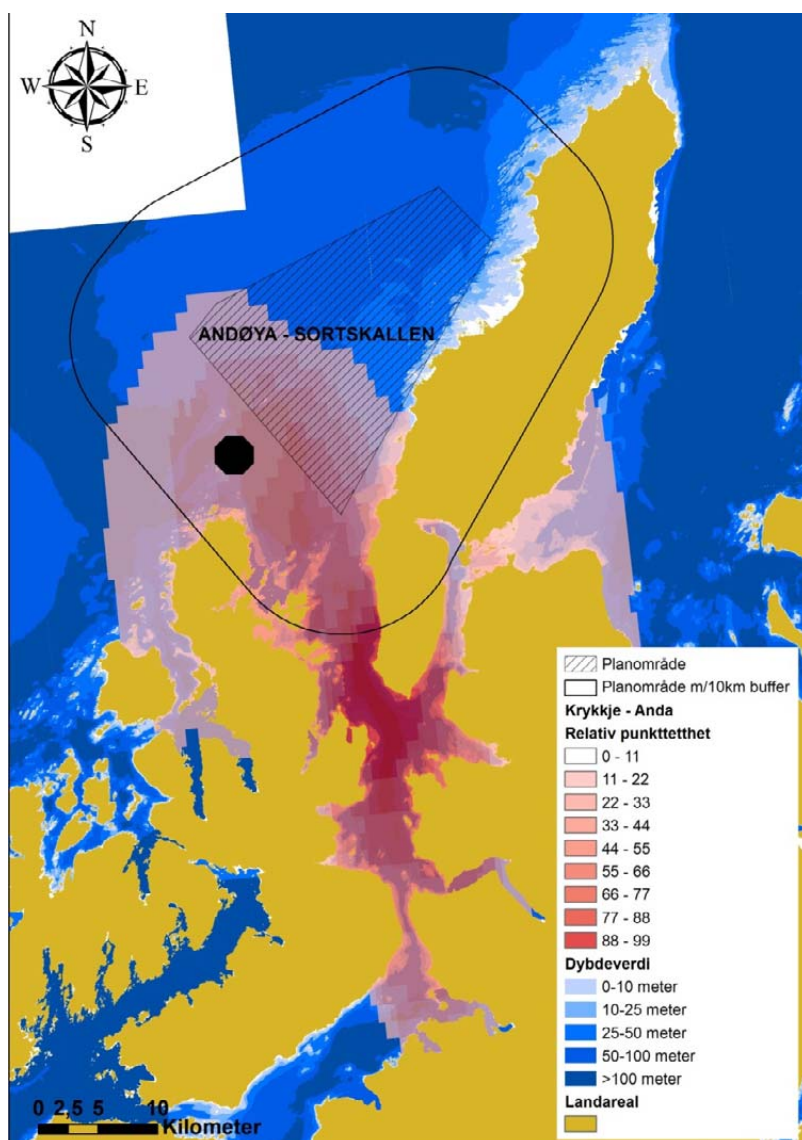 N
W E
S
ANDØYA - SORTSKALLEN
Planområde
Planområde m/10km buffer
Krykkje - Anda
Relativ punkttetthet
0 - 11
11 - 22
22 - 33
33 - 44
44 - 55
55 - 66
66 - 77
77 - 88
88 - 99
Dybdeverdi
0-10 meter
10-25 meter
25-50 meter
50-100 meter
>100 meter
Landareal
0 2,5 5 10
Kilometer